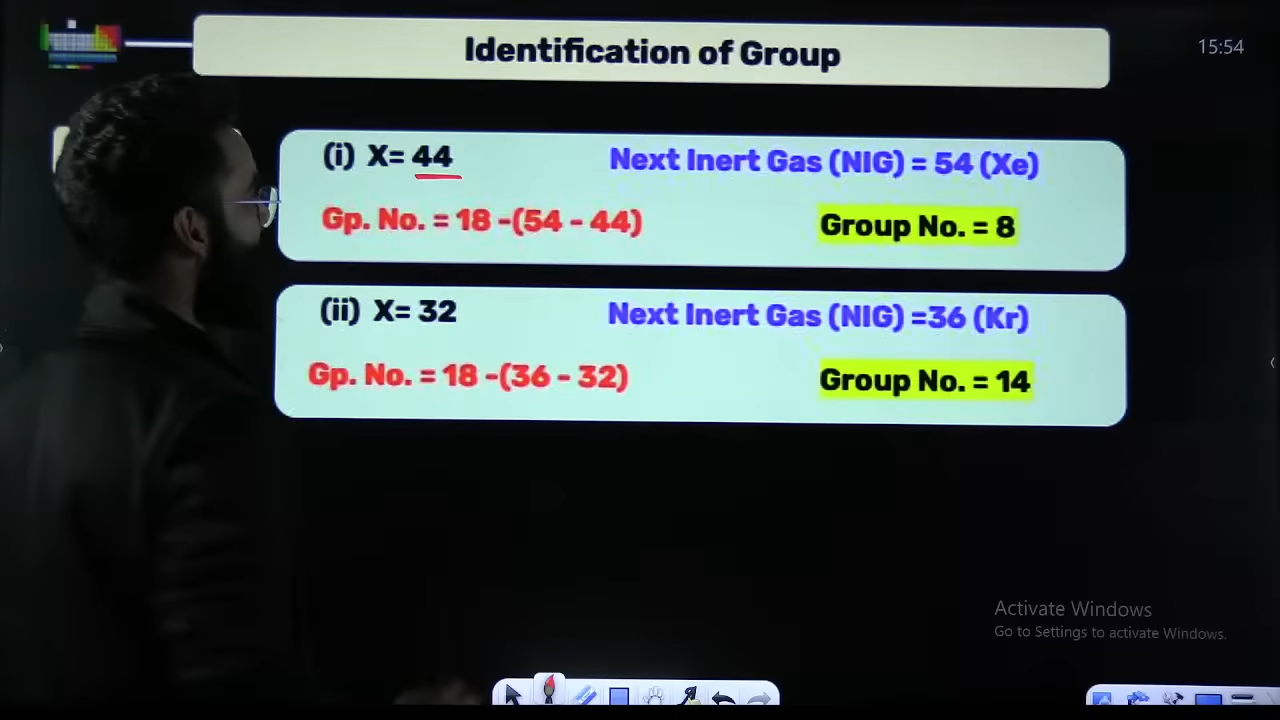 Identification of Group
15:54
(i) X= 44
Next Inert Gas (NIG) = 54 (Xe)
Gp. No. = 18 -(54 - 44)
Group No. = 8
(ii) X= 32
Next Inert Gas (NIG) =36 (Kr)
Gp. No. = 18 -(36 - 32)
Group No. = 14
Activate Windows
Go to Settings to activate Windows.